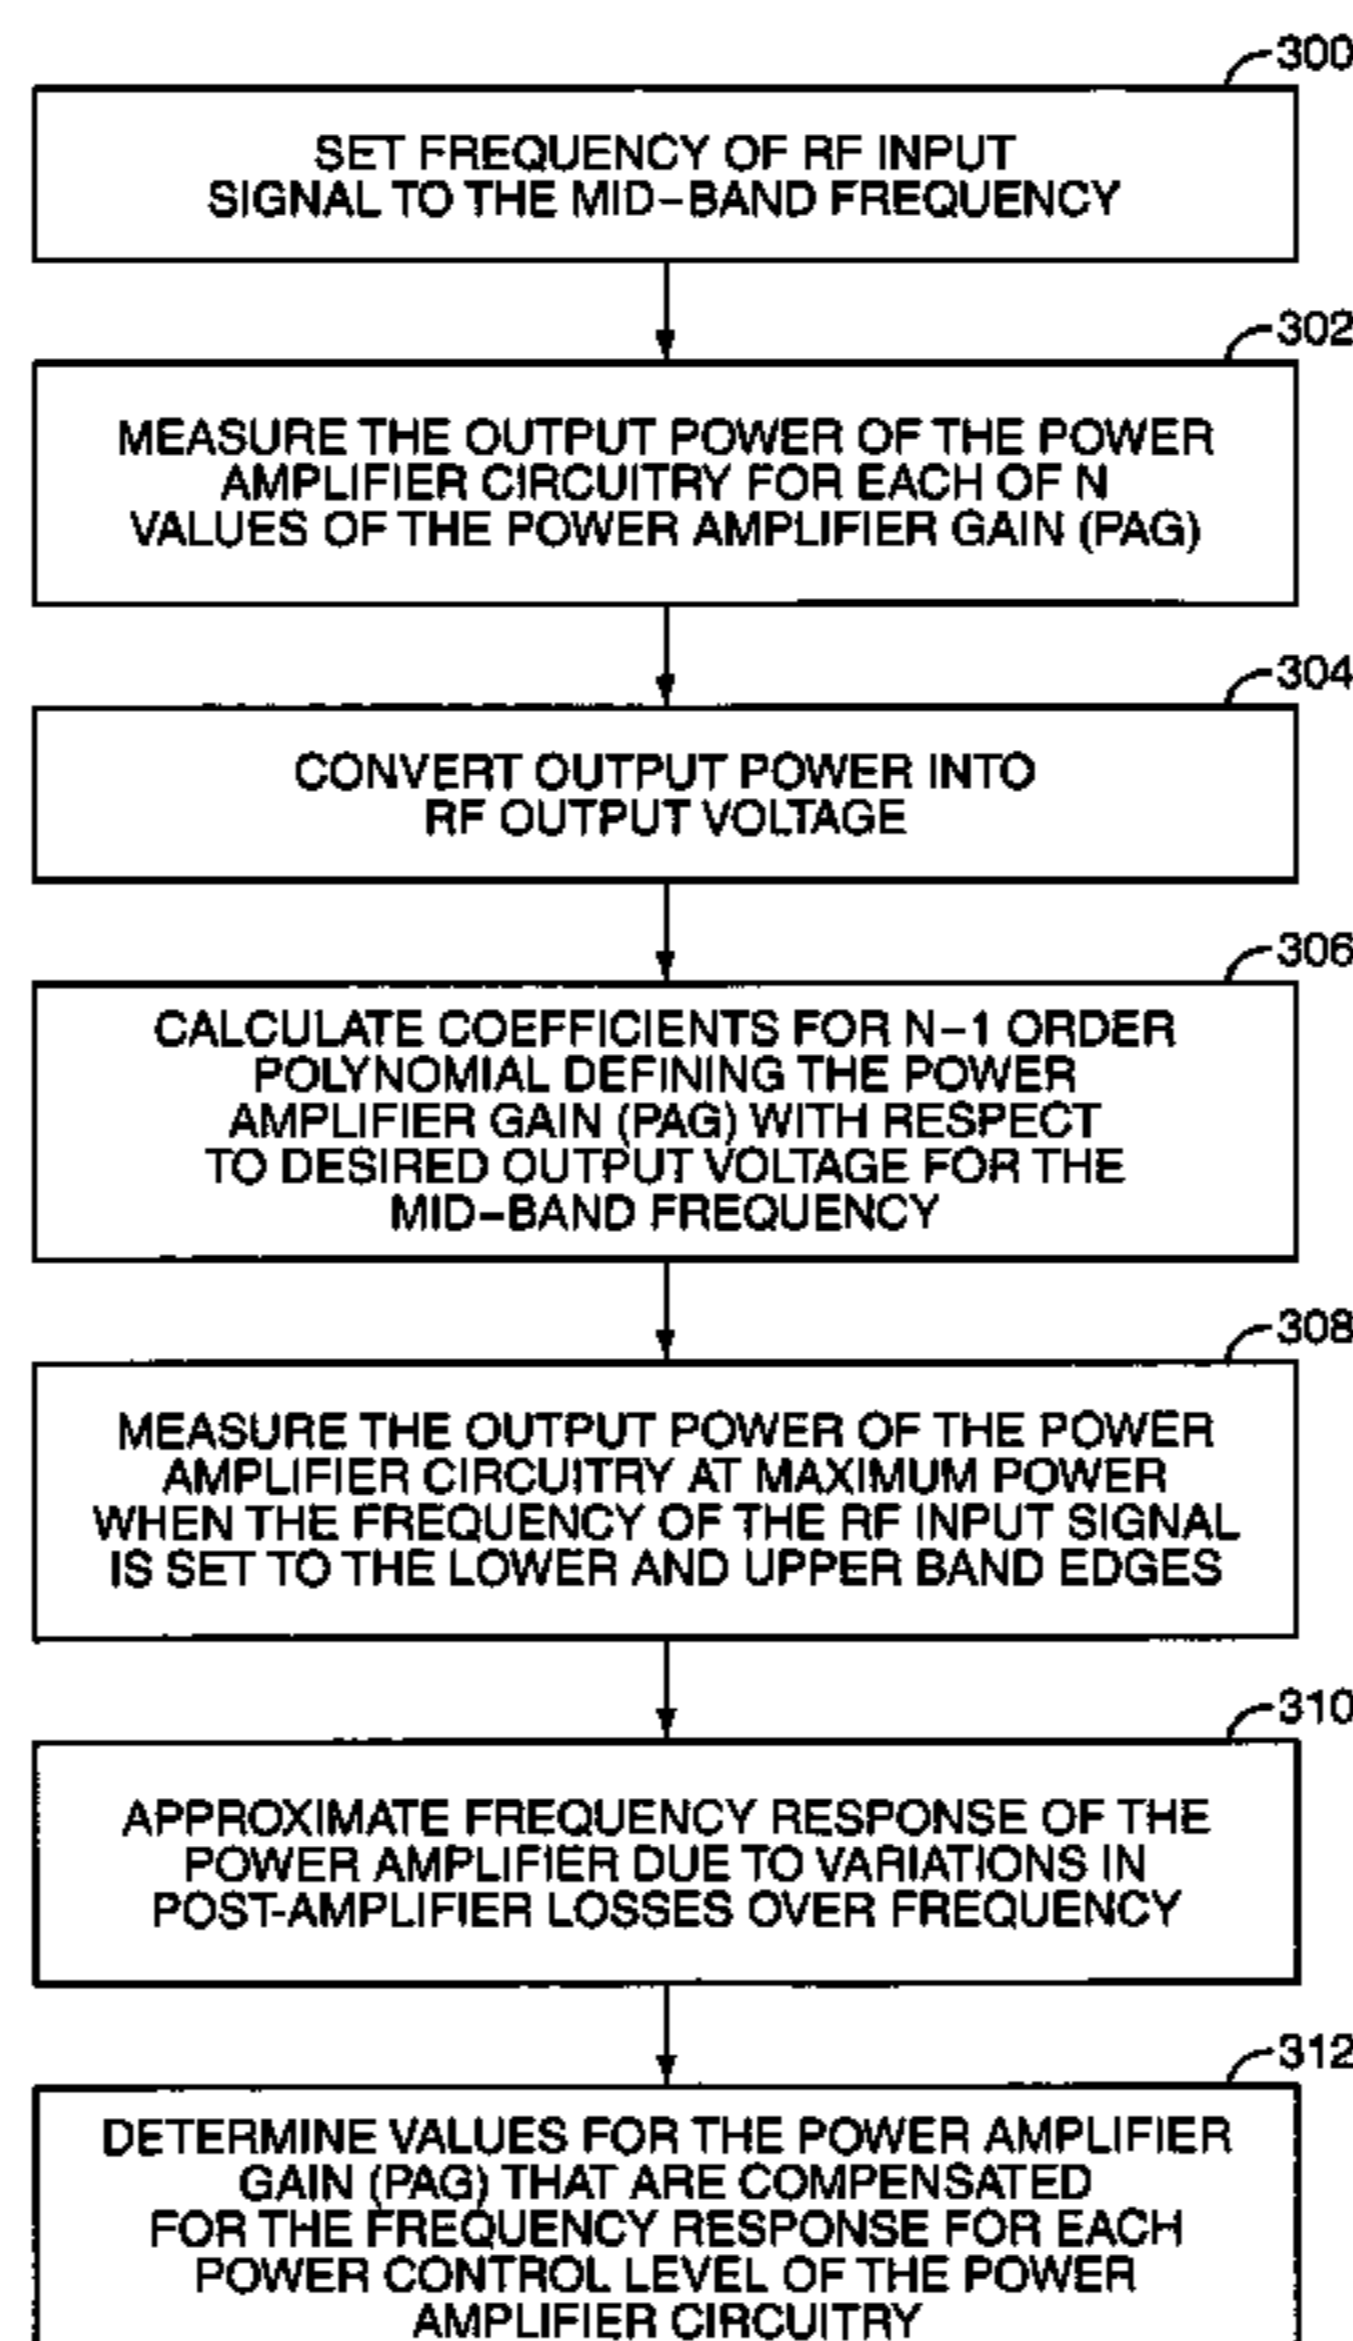 300
SET FREQUENCY OF RF INPUT
SIGNAL TO THE MID-BAND FREQUENCY
302
MEASURE THE OUTPUT POWER OF THE POWER
AMPLIFIER CIRCUITRY FOR EACH OF N
VALUES OF THE POWER AMPLIFIER GAIN (PAG)
304
CONVERT OUTPUT POWER INTO
RF OUTPUT VOLTAGE
306
CALCULATE COEFFICIENTS FOR N-1 ORDER
POLYNOMIAL DEFINING THE POWER
AMPLIFIER GAIN (PAG) WITH RESPECT
TO DESIRED OUTPUT VOLTAGE FOR THE
MID-BAND FREQUENCY
308
MEASURE THE OUTPUT POWER OF THE POWER
AMPLIFIER CIRCUITRY AT MAXIMUM POWER
WHEN THE FREQUENCY OF THE RF INPUT SIGNAL
IS SET TO THE LOWER AND UPPER BAND EDGES
310
APPROXIMATE FREQUENCY RESPONSE OF THE
POWER AMPLIFIER DUE TO VARIATIONS IN
POST-AMPLIFIER LOSSES OVER FREQUENCY
312
DETERMINE VALUES FOR THE POWER AMPLIFIER
GAIN (PAG) THAT ARE COMPENSATED
FOR THE FREQUENCY RESPONSE FOR EACH
POWER CONTROL LEVEL OF THE POWER
AMPLIFIER CIRCUITRY